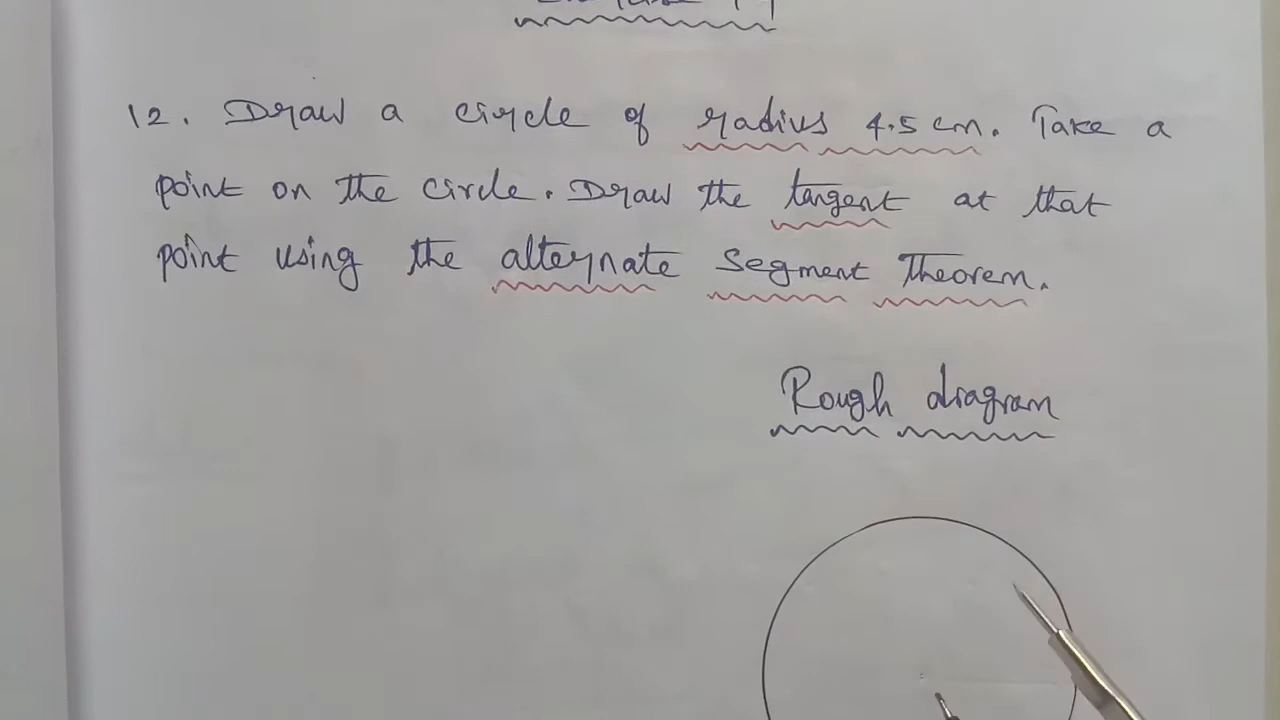 12. Draw a circle of radius 4.5 cm. Take a
point on the circle. Draw the tangent at that
point using the alternate segment Theorem.
Rough diagram